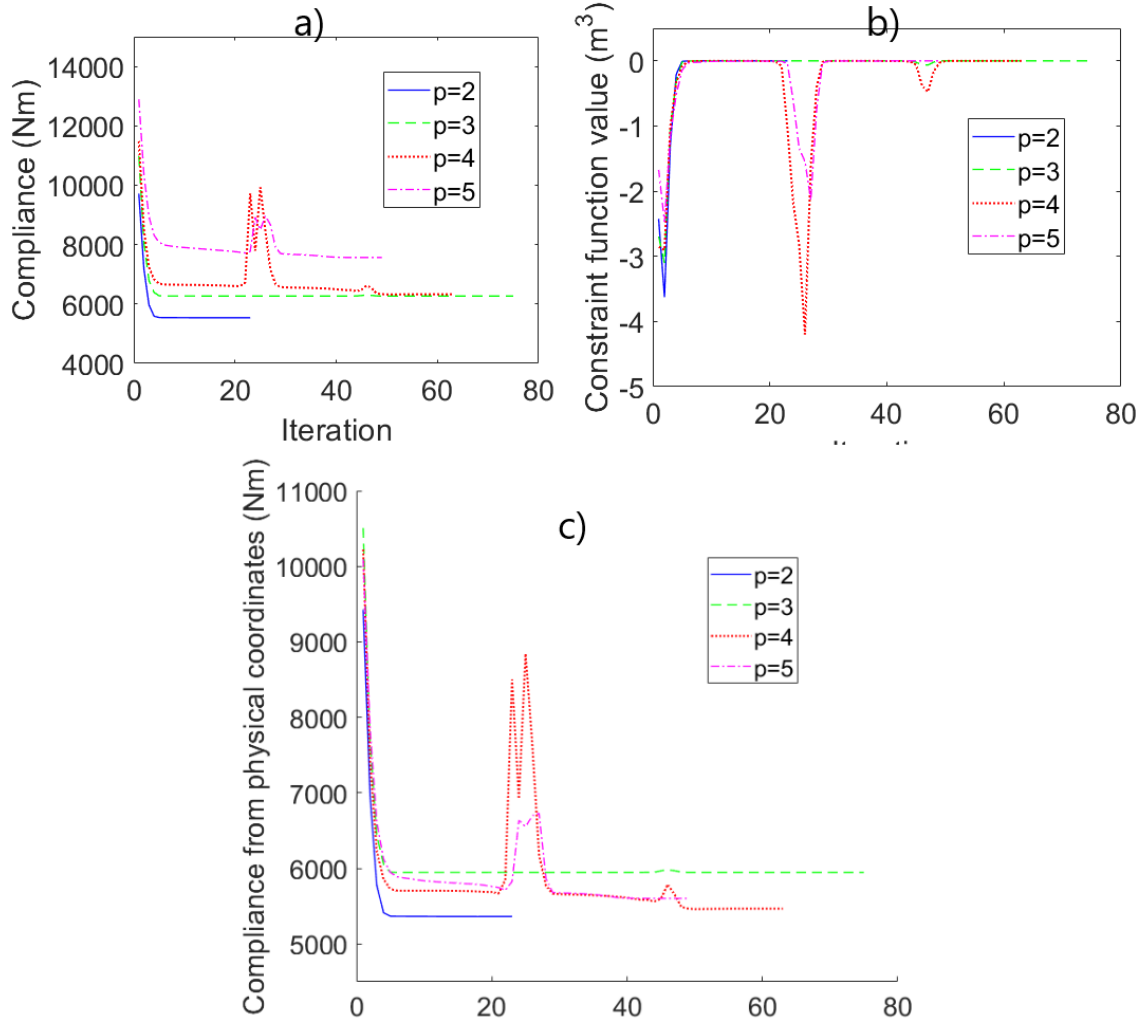 a)
Compliance (Nm)
14000
12000
10000
8000
6000
4000
p=2
p=3
p=4
p=5
0
20
40
60
80
Iteration
b)
Constraint function value (m³)
0
-1
-2
-3
-4
-5
p=2
p=3
p=4
p=5
0
20
40
60
80
c)
Compliance from physical coordinates (Nm)
11000
10000
9000
8000
7000
6000
5000
p=2
p=3
p=4
p=5
0
20
40
60
80